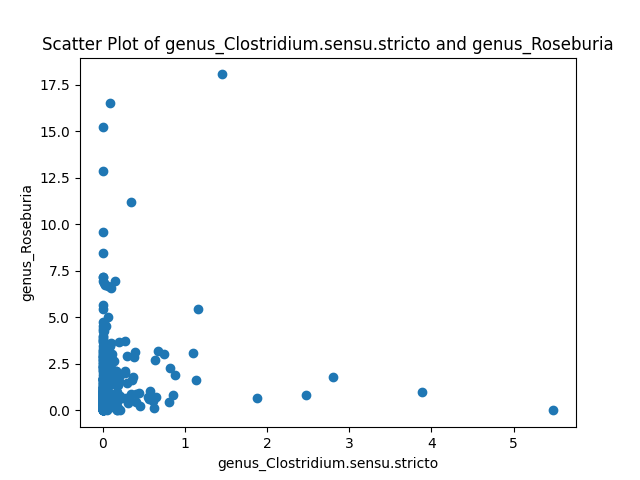 Scatter Plot of genus_Clostridium.sensu.stricto and genus_Roseburia
17.5
15.0
12.5
10.0
7.5
5.0
2.5
0.0
genus_Roseburia
0 1 2 3 4 5
genus_Clostridium.sensu.stricto